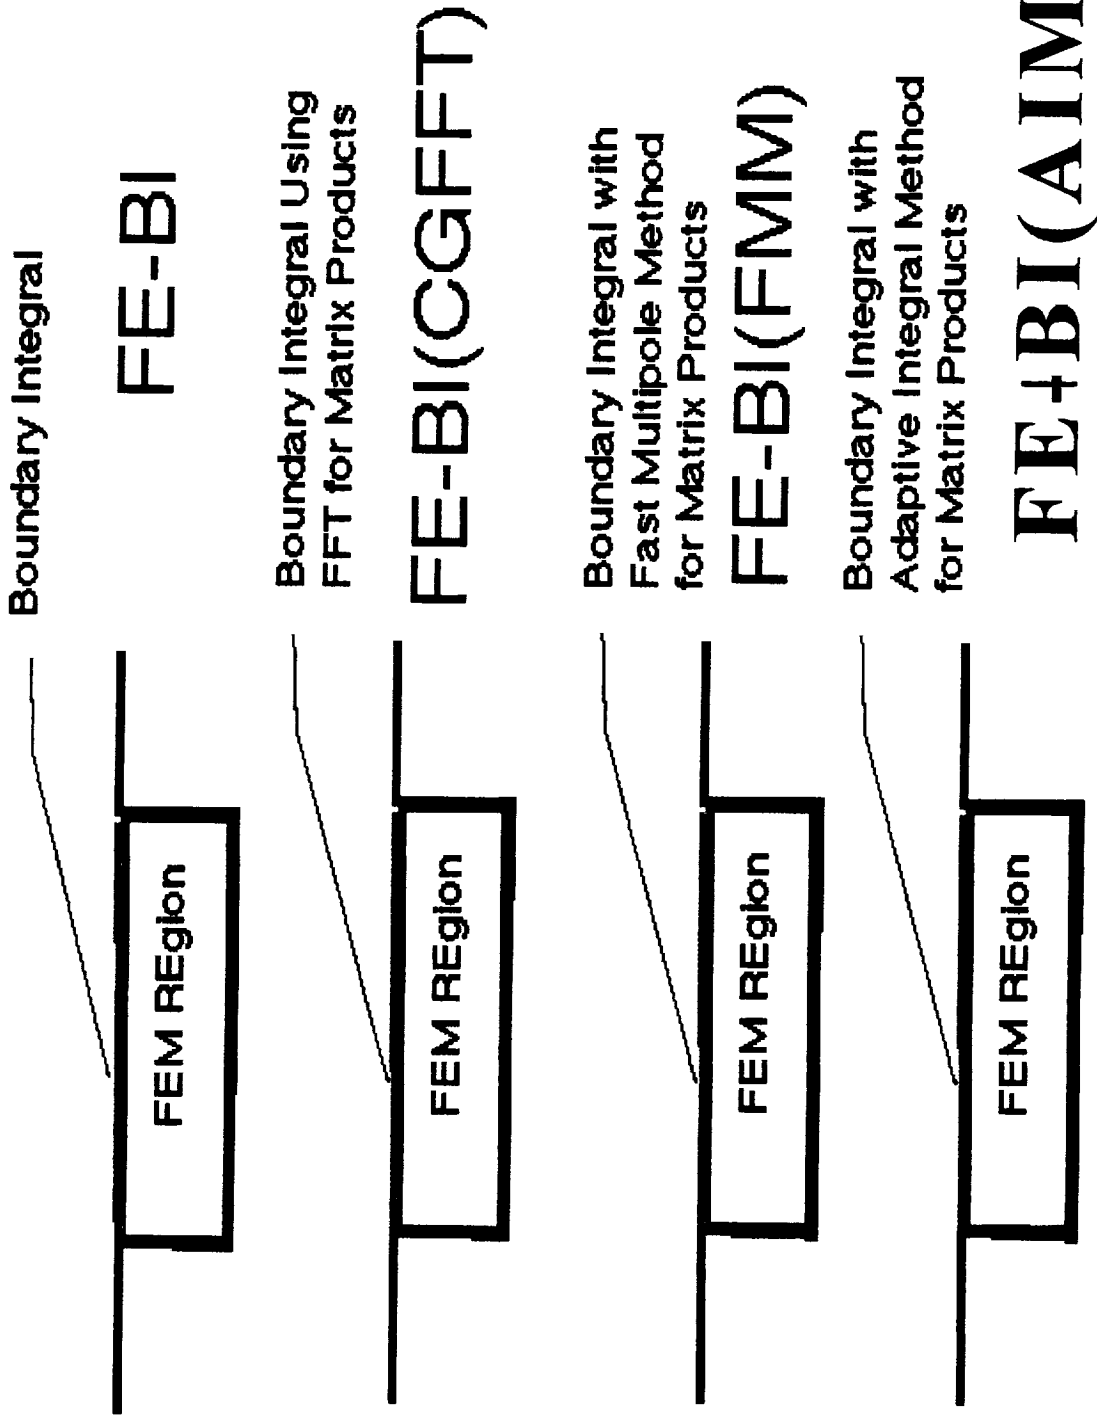 Boundary Integral
FE-BI
FEM REgion
Boundary Integral Using
FFT for Matrix Products
FE-BI(CGFFT)
FEM REgion
Boundary Integral with
Fast Multipole Method
for Matrix Products
FE-BI(FMM)
FEM REgion
Boundary Integral with
Adaptive Integral Method
for Matrix Products
FE+BI(AIM
FEM REgion